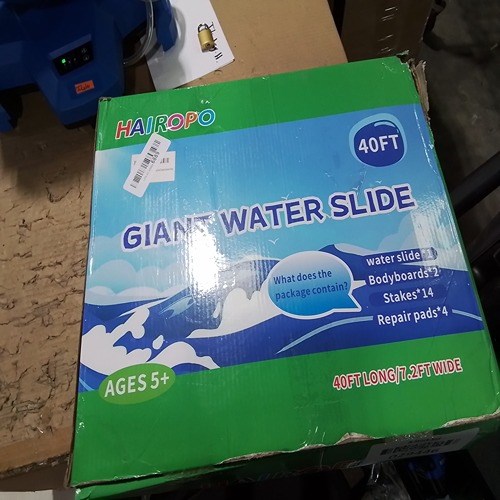 HAIROPO
40FT
GIANT WATER SLIDE
What does the
package contain?
water slide*1
Bodyboards*2
Stakes*14
Repair pads*4
AGES 5+
40FT LONG/7.2FT WIDE